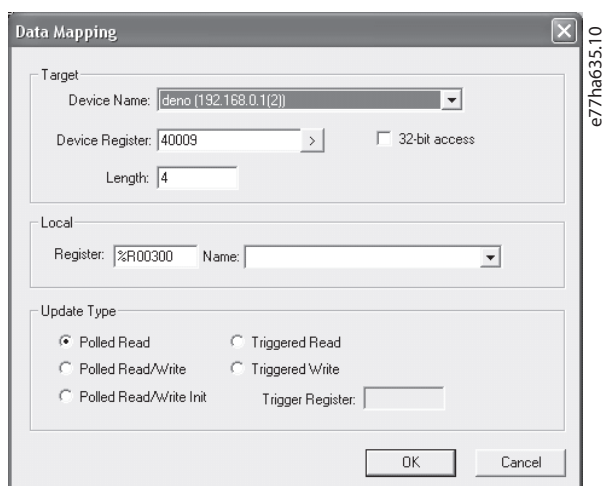 Data Mapping
Target
Device Name: deno (192.168.0.1(2))
Device Register: 40009 > 32-bit access
Length: 4
Local
Register: %R00300 Name:
Update Type
Polled Read Triggered Read
Polled Read/Write Triggered Write
Polled Read/Write Init Trigger Register:
OK Cancel
e77ha635.10